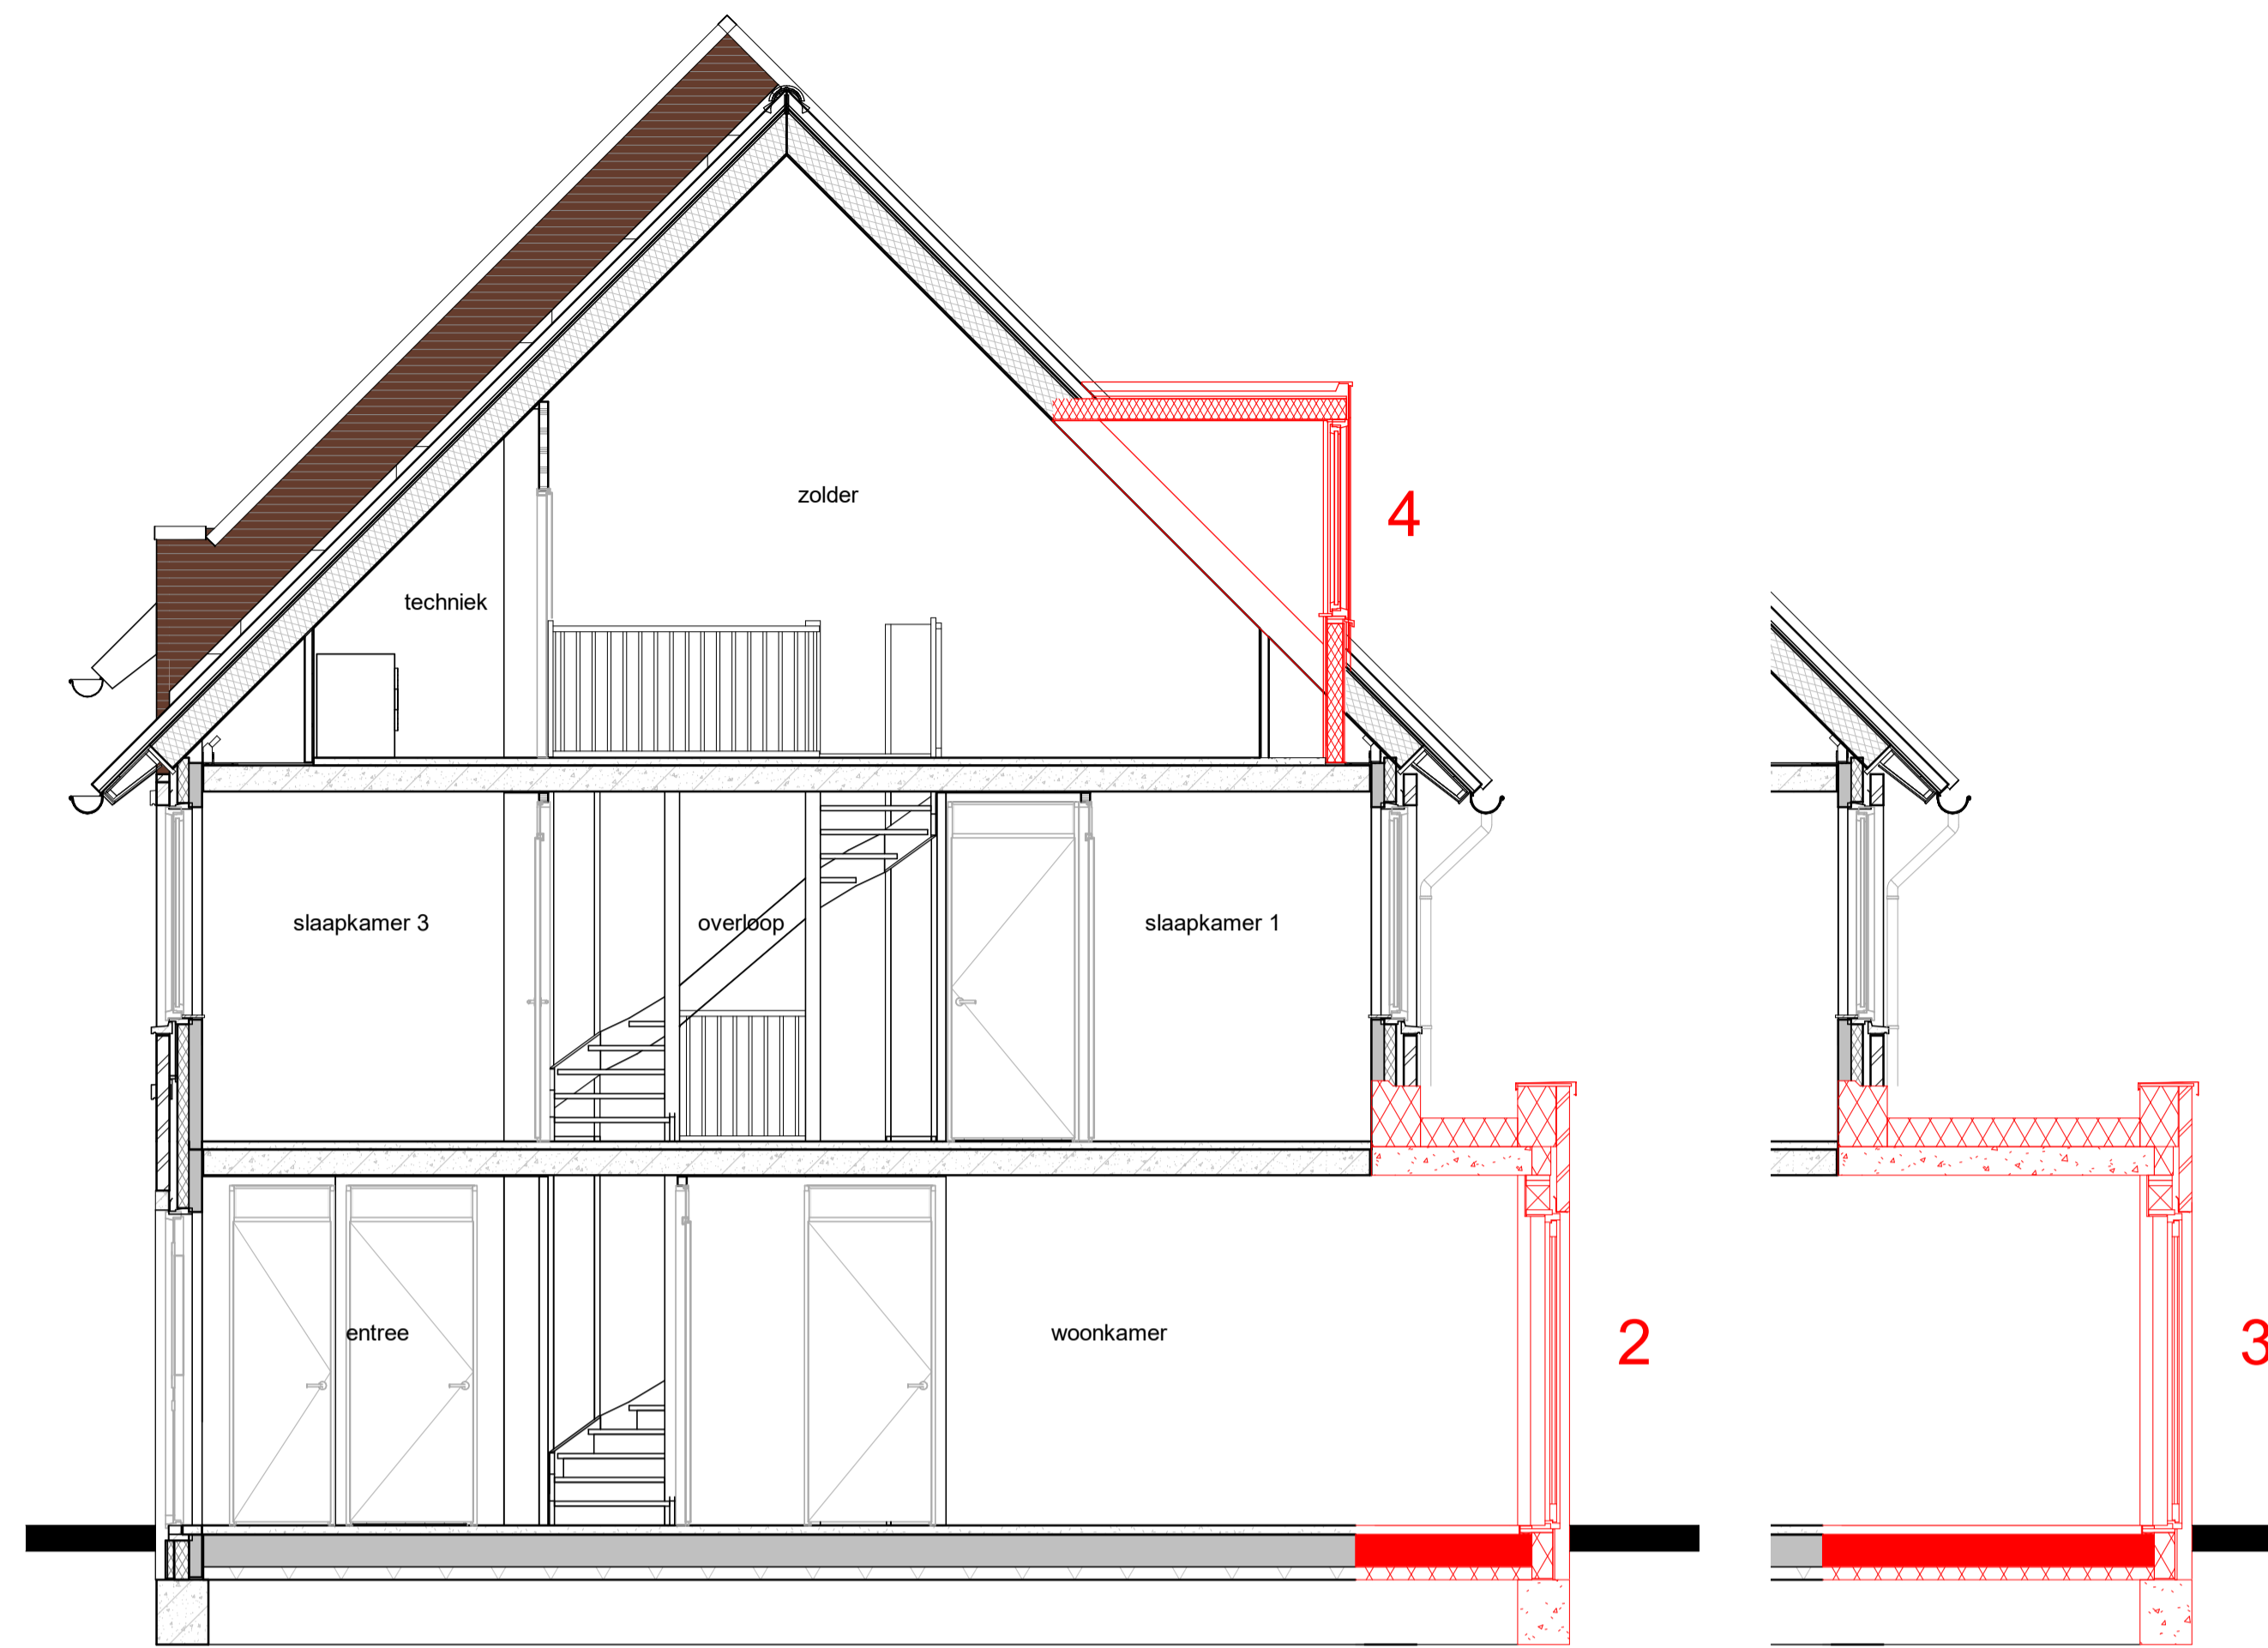 zolder
4
techniek
slaapkamer 3
overloop
slaapkamer 1
entree
woonkamer
2
3